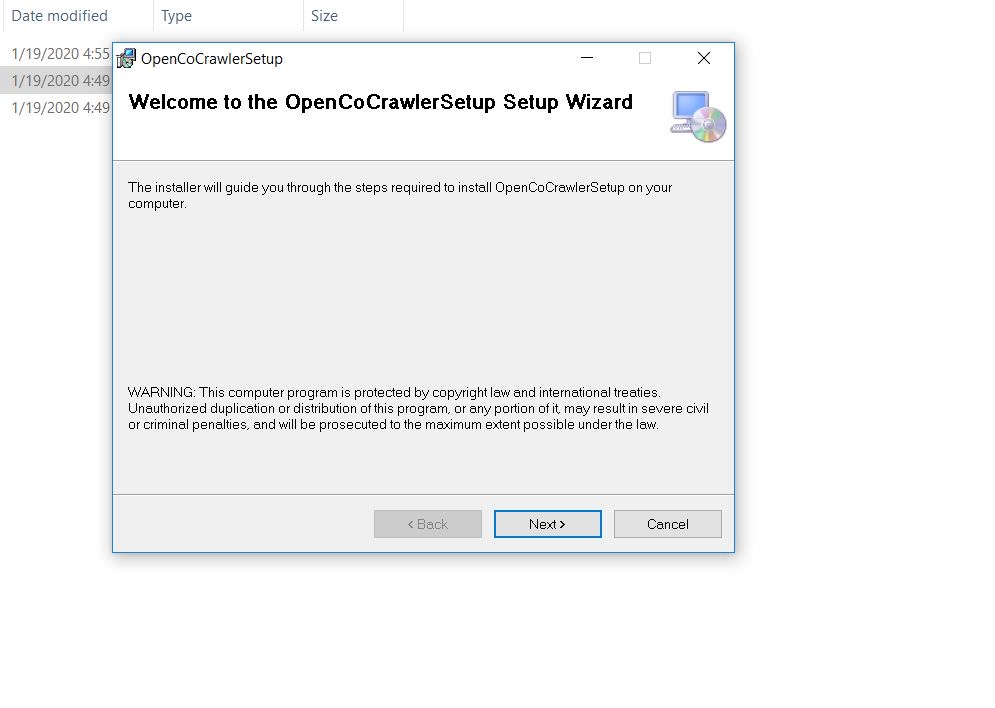 Date modified Type Size
1/19/2020 4:55
1/19/2020 4:49
1/19/2020 4:49
OpenCoCrawlerSetup
Welcome to the OpenCoCrawlerSetup Setup Wizard
The installer will guide you through the steps required to install OpenCoCrawlerSetup on your
computer.
WARNING: This computer program is protected by copyright law and international treaties.
Unauthorized duplication or distribution of this program, or any portion of it, may result in severe civil
or criminal penalties, and will be prosecuted to the maximum extent possible under the law.
< Back Next > Cancel